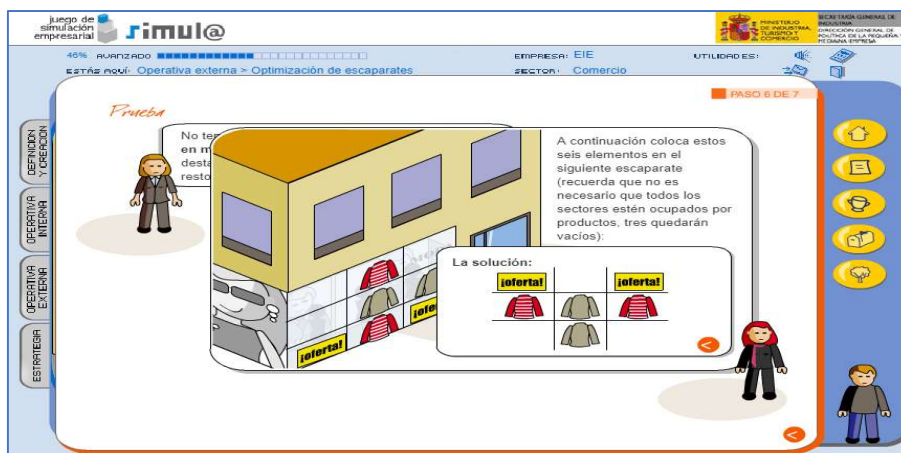 juego de
simulación
empresarial
simul@
MINISTERIO
DE INDUSTRIA,
TURISMO Y
COMERCIO
SECRETARÍA GENERAL DE
INDUSTRIA
DIRECCIÓN GENERAL DE
POLÍTICA DE LA PEQUEÑA Y
MEDIANA EMPRESA
46% AVANZADO
EMPRESA: EIE
UTILIDADES:
ESTÁS AQUÍ: Operativa externa > Optimización de escaparates
SECTOR: Comercio
PASO 6 DE 7
Prueba
DEFINICIÓN
Y CREACIÓN
OPERATIVA
INTERNA
OPERATIVA
EXTERNA
ESTRATEGIA
No
en
desta
resto
A continuación coloca estos
seis elementos en el
siguiente escaparate
(recuerda que no es
necesario que todos los
sectores estén ocupados por
productos, tres quedarán
vacíos):
La solución:
¡oferta!
¡oferta!
¡oferta!
¡ofe